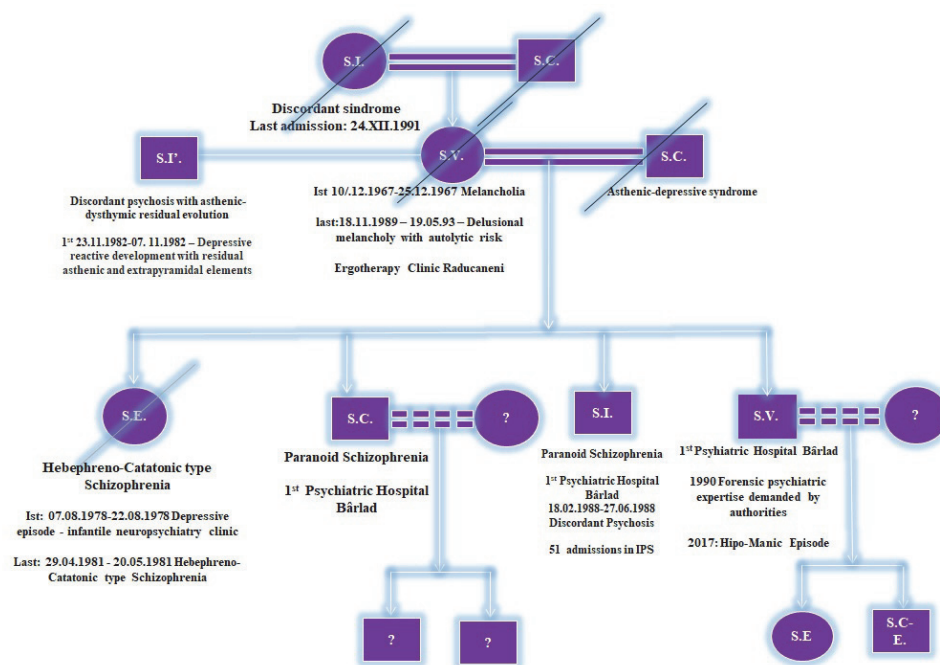 S.I.
S.C.
Discordant sindrome
Last admission: 24.XII.1991
S.I'.
S.V.
S.C.
Discordant psychosis with asthenic-
dysthymic residual evolution
1st 23.11.1982-07. 11.1982 – Depressive
reactive development with residual
asthenic and extrapyramidal elements
Ist 10/.12.1967-25.12.1967 Melancholia
last:18.11.1989 – 19.05.93 – Delusional
melancholy with autolytic risk
Ergotherapy Clinic Raducaneni
Asthenic-depressive syndrome
S.E.
S.C.
?
S.I.
S.V.
?
Hebephreno-Catatonic type
Schizophrenia
Ist: 07.08.1978-22.08.1978 Depressive
episode - infantile neuropsychiatry clinic
Last: 29.04.1981 - 20.05.1981 Hebephreno-
Catatonic type Schizophrenia
Paranoid Schizophrenia
1st Psychiatric Hospital
Bârlad
Paranoid Schizophrenia
1st Psychiatric Hospital
Bârlad
18.02.1988-27.06.1988
Discordant Psychosis
51 admissions in IPS
1st Psyhiatric Hospital Bârlad
1990 Forensic psychiatric
expertise demanded by
authorities
2017: Hipo-Manic Episode
?
?
S.E
S.C-
E.